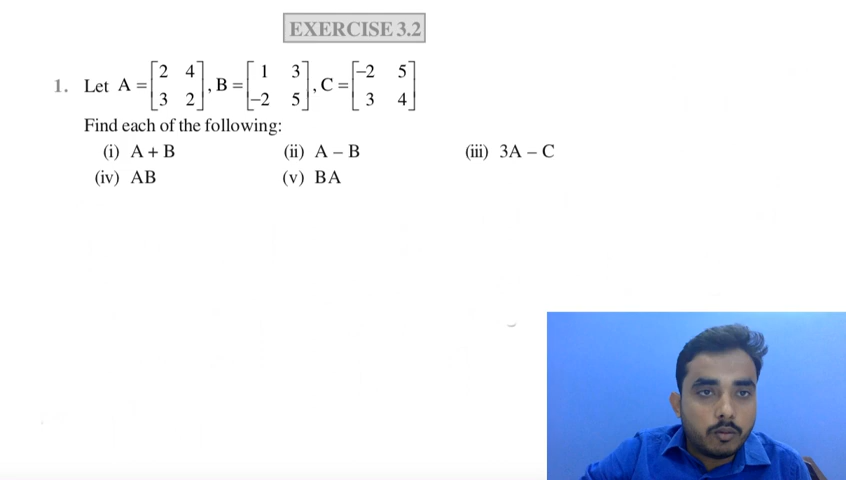 EXERCISE 3.2
1. Let A = [2 4
3 2], B = [1 3
–2 5], C = [–2 5
3 4]
Find each of the following:
(i) A + B (ii) A – B (iii) 3A – C
(iv) AB (v) BA